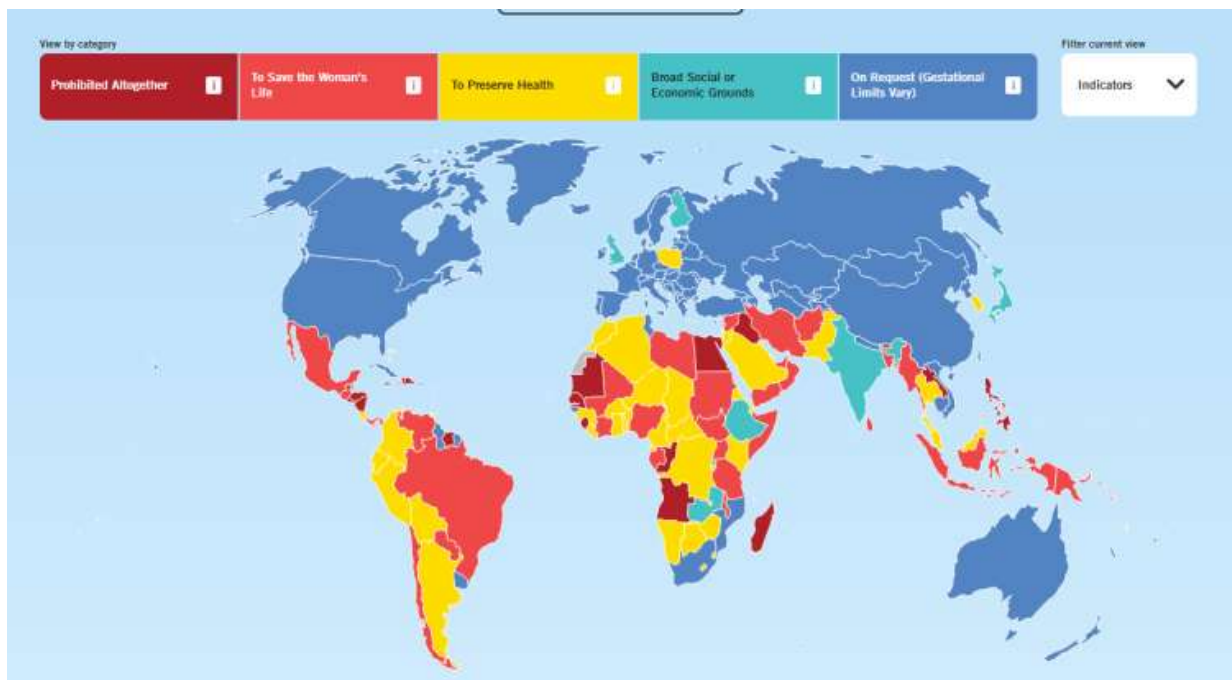 View by category
Filter current view
Prohibited Altogether
To Save the Woman's
Life
To Preserve Health
Broad Social or
Economic Grounds
On Request (Gestational
Limits Vary)
Indicators